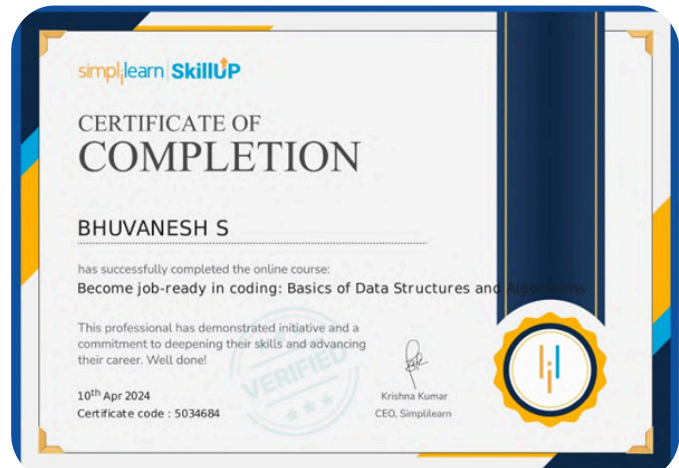 simplilearn | SkillUP
CERTIFICATE OF
COMPLETION
BHUVANESH S
has successfully completed the online course:
Become job-ready in coding: Basics of Data Structures and Algorithms
This professional has demonstrated initiative and a
commitment to deepening their skills and advancing
their career. Well done!
VERIFIED
10th Apr 2024
Certificate code : 5034684
Krishna Kumar
CEO, Simplilearn